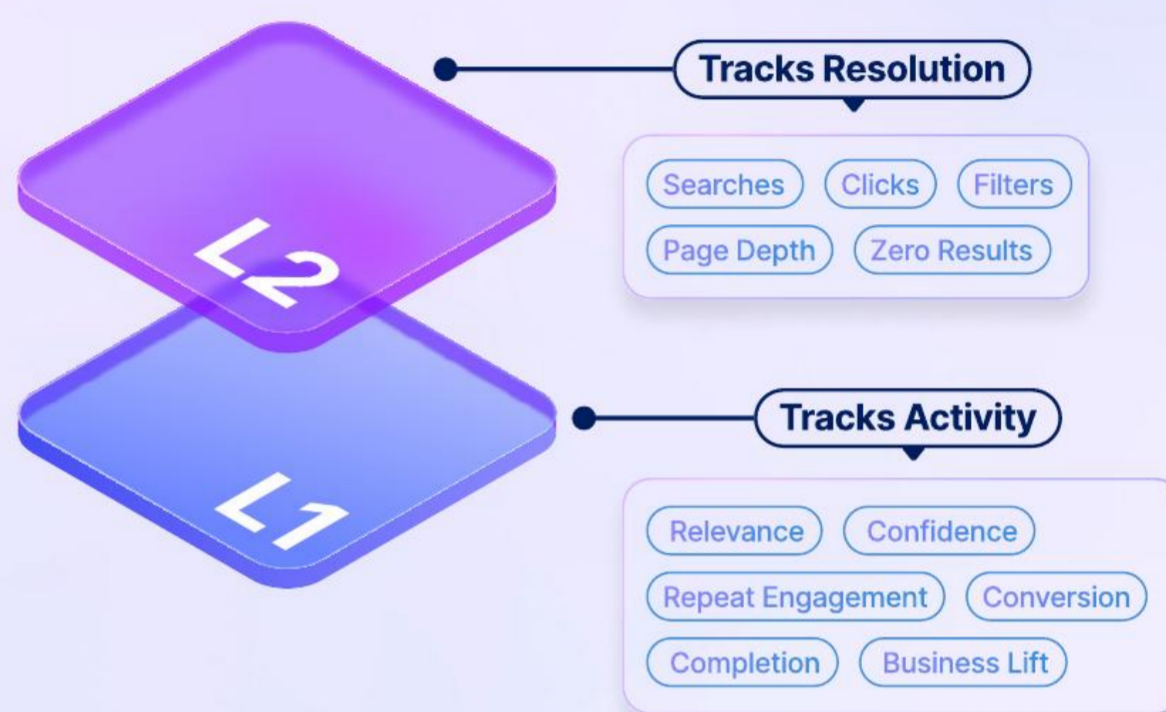 L2
Tracks Resolution
Searches Clicks Filters
Page Depth Zero Results
L1
Tracks Activity
Relevance Confidence
Repeat Engagement Conversion
Completion Business Lift